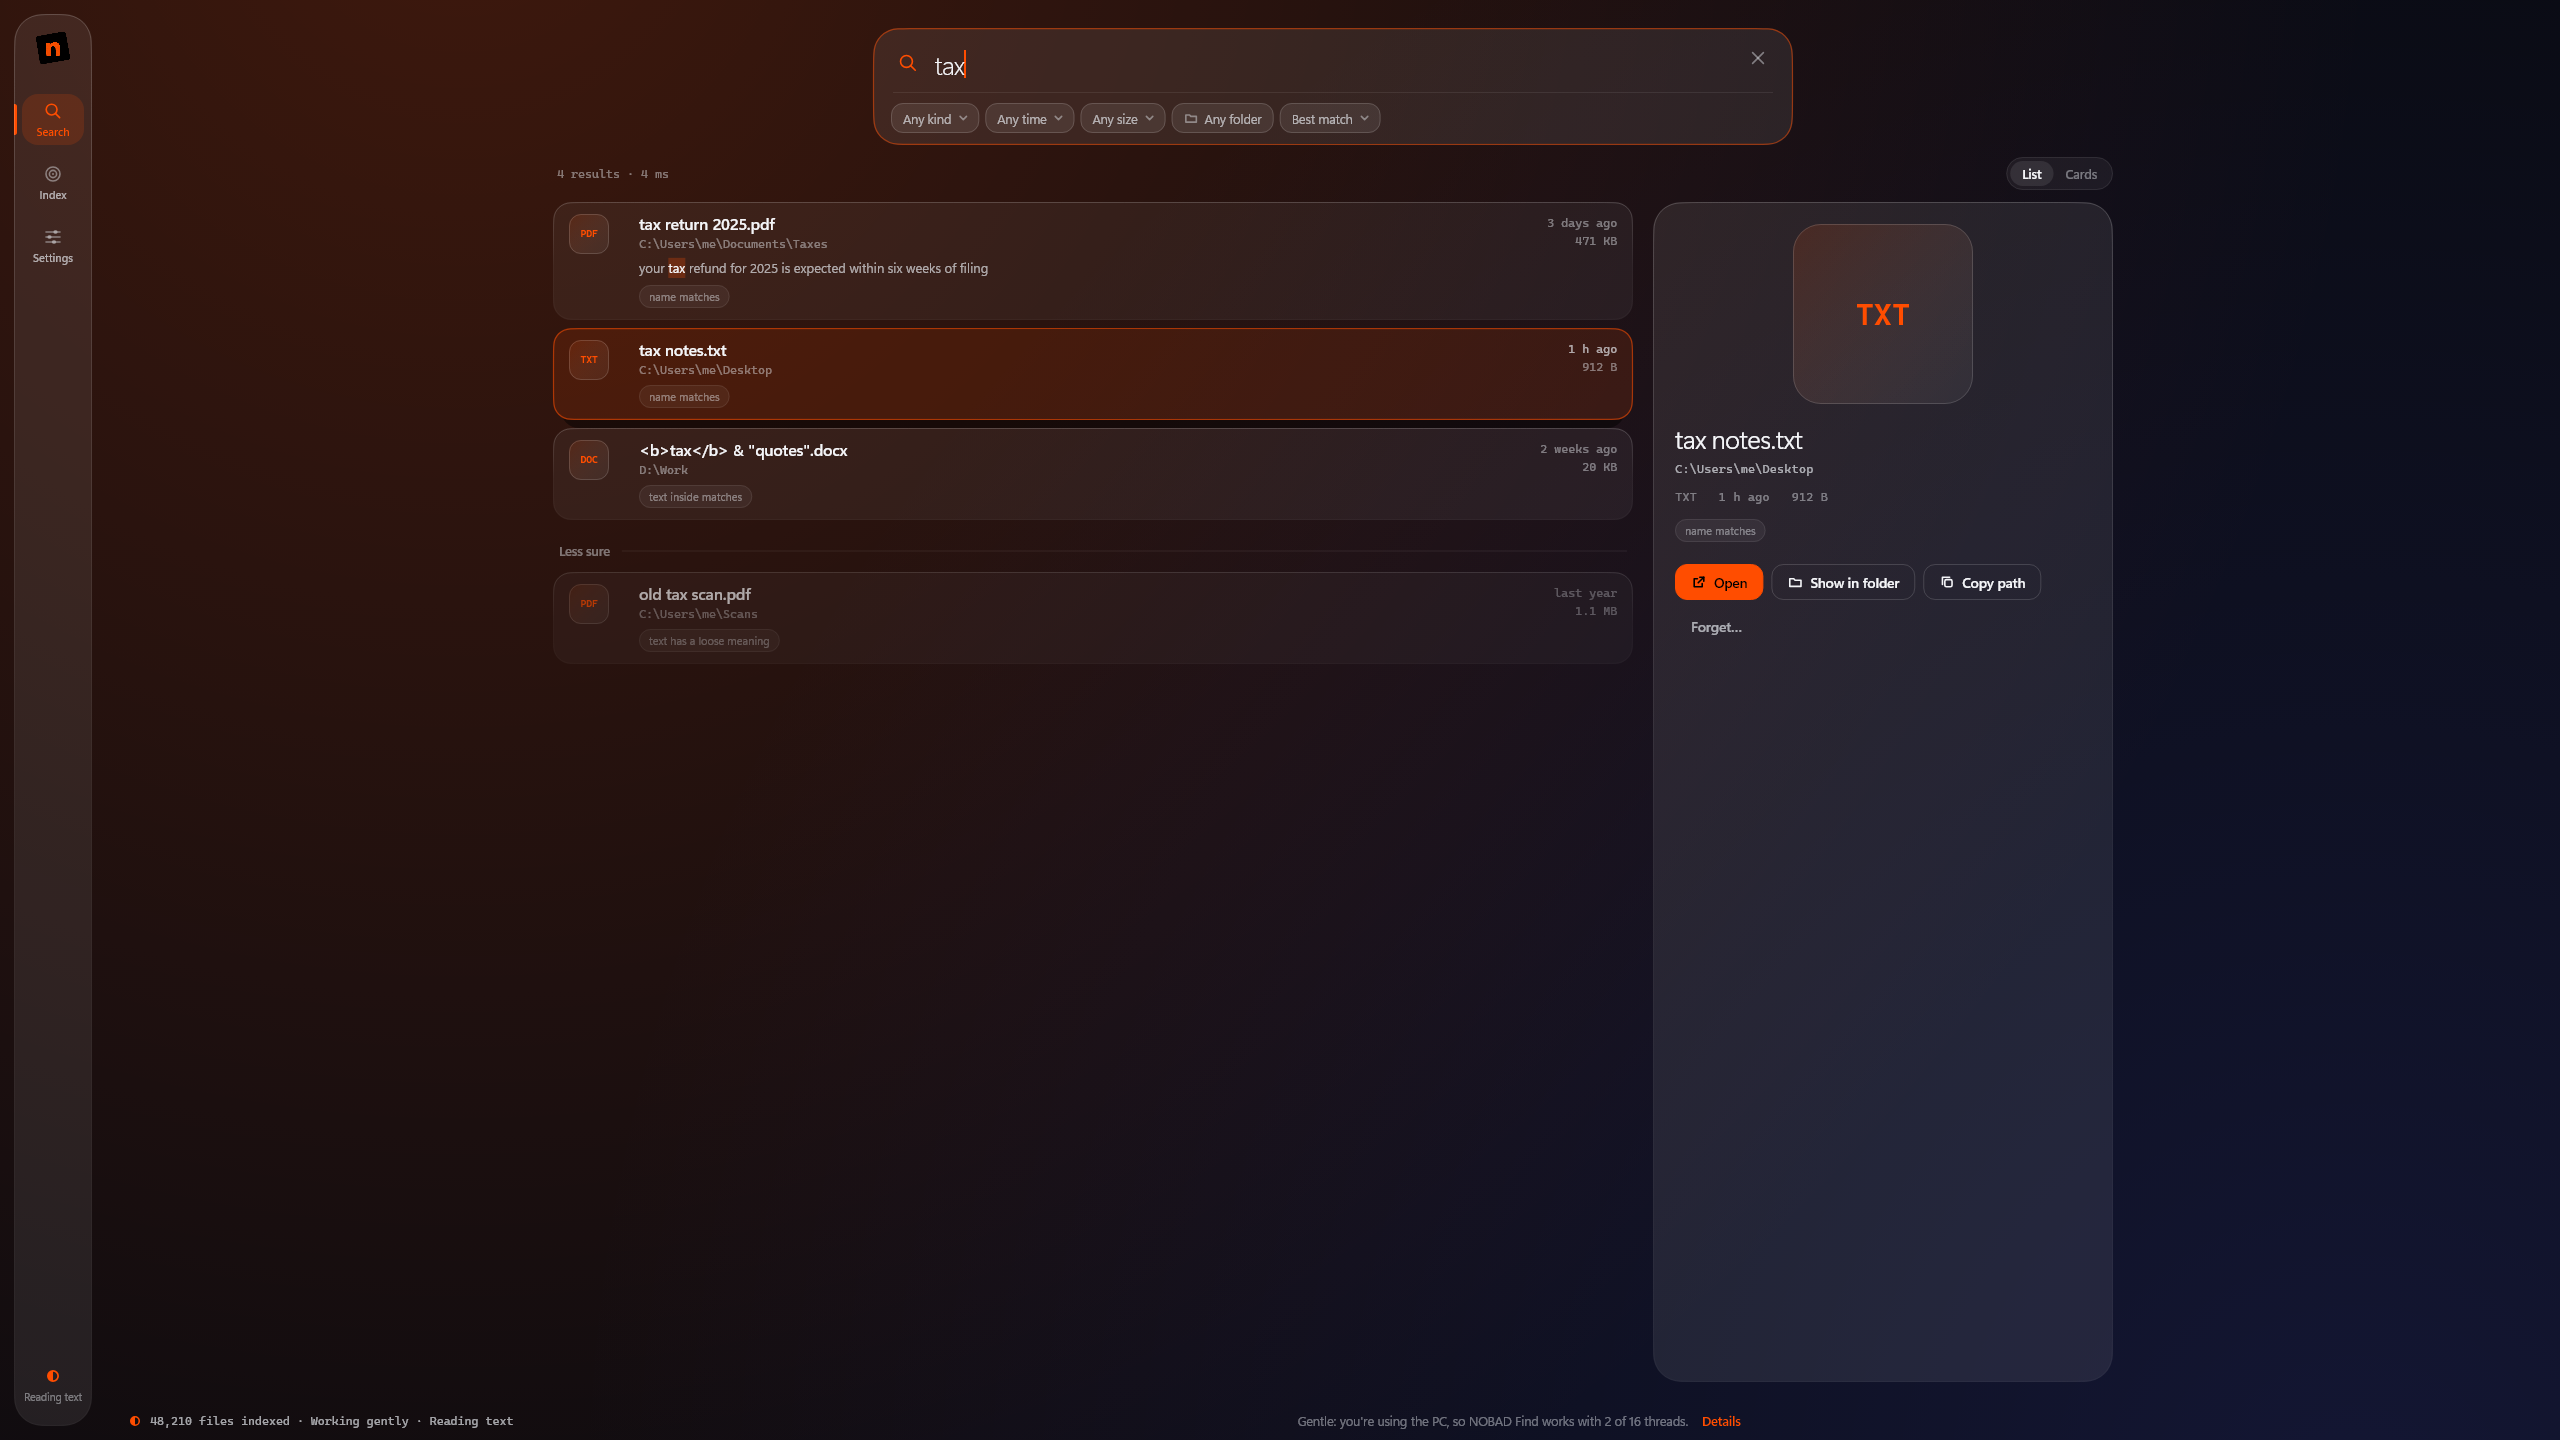 n
tax
Search
Any kind
Any time
Any size
Any folder
Best match
Index
Settings
4 results · 4 ms
List
Cards
PDF
tax return 2025.pdf
3 days ago
C:\Users\me\Documents\Taxes
471 KB
your tax refund for 2025 is expected within six weeks of filing
name matches
TXT
tax notes.txt
1 h ago
C:\Users\me\Desktop
912 B
name matches
DOC
<b>tax</b> & "quotes".docx
2 weeks ago
D:\Work
20 KB
text inside matches
Less sure
PDF
old tax scan.pdf
last year
C:\Users\me\Scans
1.1 MB
text has a loose meaning
TXT
tax notes.txt
C:\Users\me\Desktop
TXT 1 h ago 912 B
name matches
Open
Show in folder
Copy path
Forget...
Reading text
48,210 files indexed · Working gently · Reading text
Gentle: you're using the PC, so NOBAD Find works with 2 of 16 threads. Details